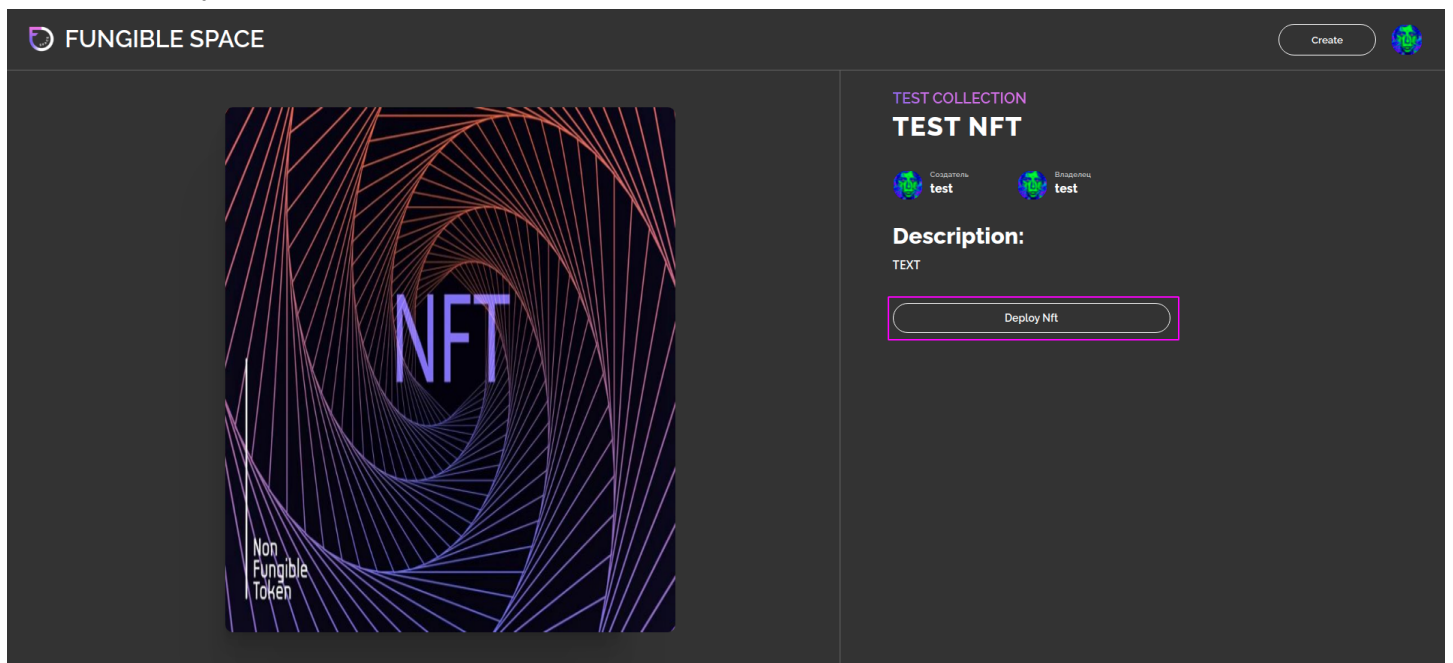 FUNGIBLE SPACE
Create
NFT
Non
Fungible
Token
TEST COLLECTION
TEST NFT
Создатель
test
Владелец
test
Description:
TEXT
Deploy Nft